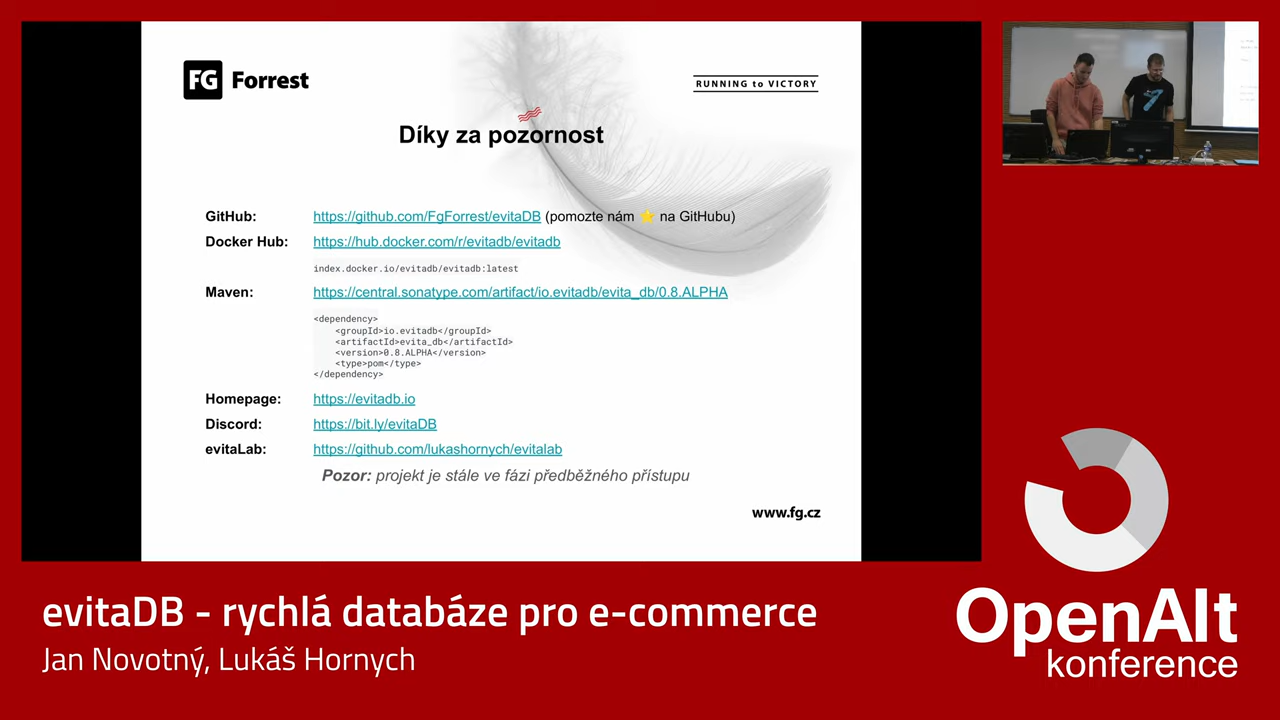 FG Forrest
RUNNING to VICTORY
Díky za pozornost
GitHub: https://github.com/FgForrest/evitaDB (pomozte nám ⭐ na GitHubu)
Docker Hub: https://hub.docker.com/r/evitadb/evitadb
index.docker.io/evitadb/evitadb:latest
Maven: https://central.sonatype.com/artifact/io.evitadb/evita_db/0.8.ALPHA
<dependency>
<groupId>io.evitadb</groupId>
<artifactId>evita_db</artifactId>
<version>0.8.ALPHA</version>
<type>pom</type>
</dependency>
Homepage: https://evitadb.io
Discord: https://bit.ly/evitaDB
evitaLab: https://github.com/lukashornych/evitalab
Pozor: projekt je stále ve fázi předběžného přístupu
www.fg.cz
evitaDB - rychlá databáze pro e-commerce
Jan Novotný, Lukáš Hornych
OpenAlt
konference